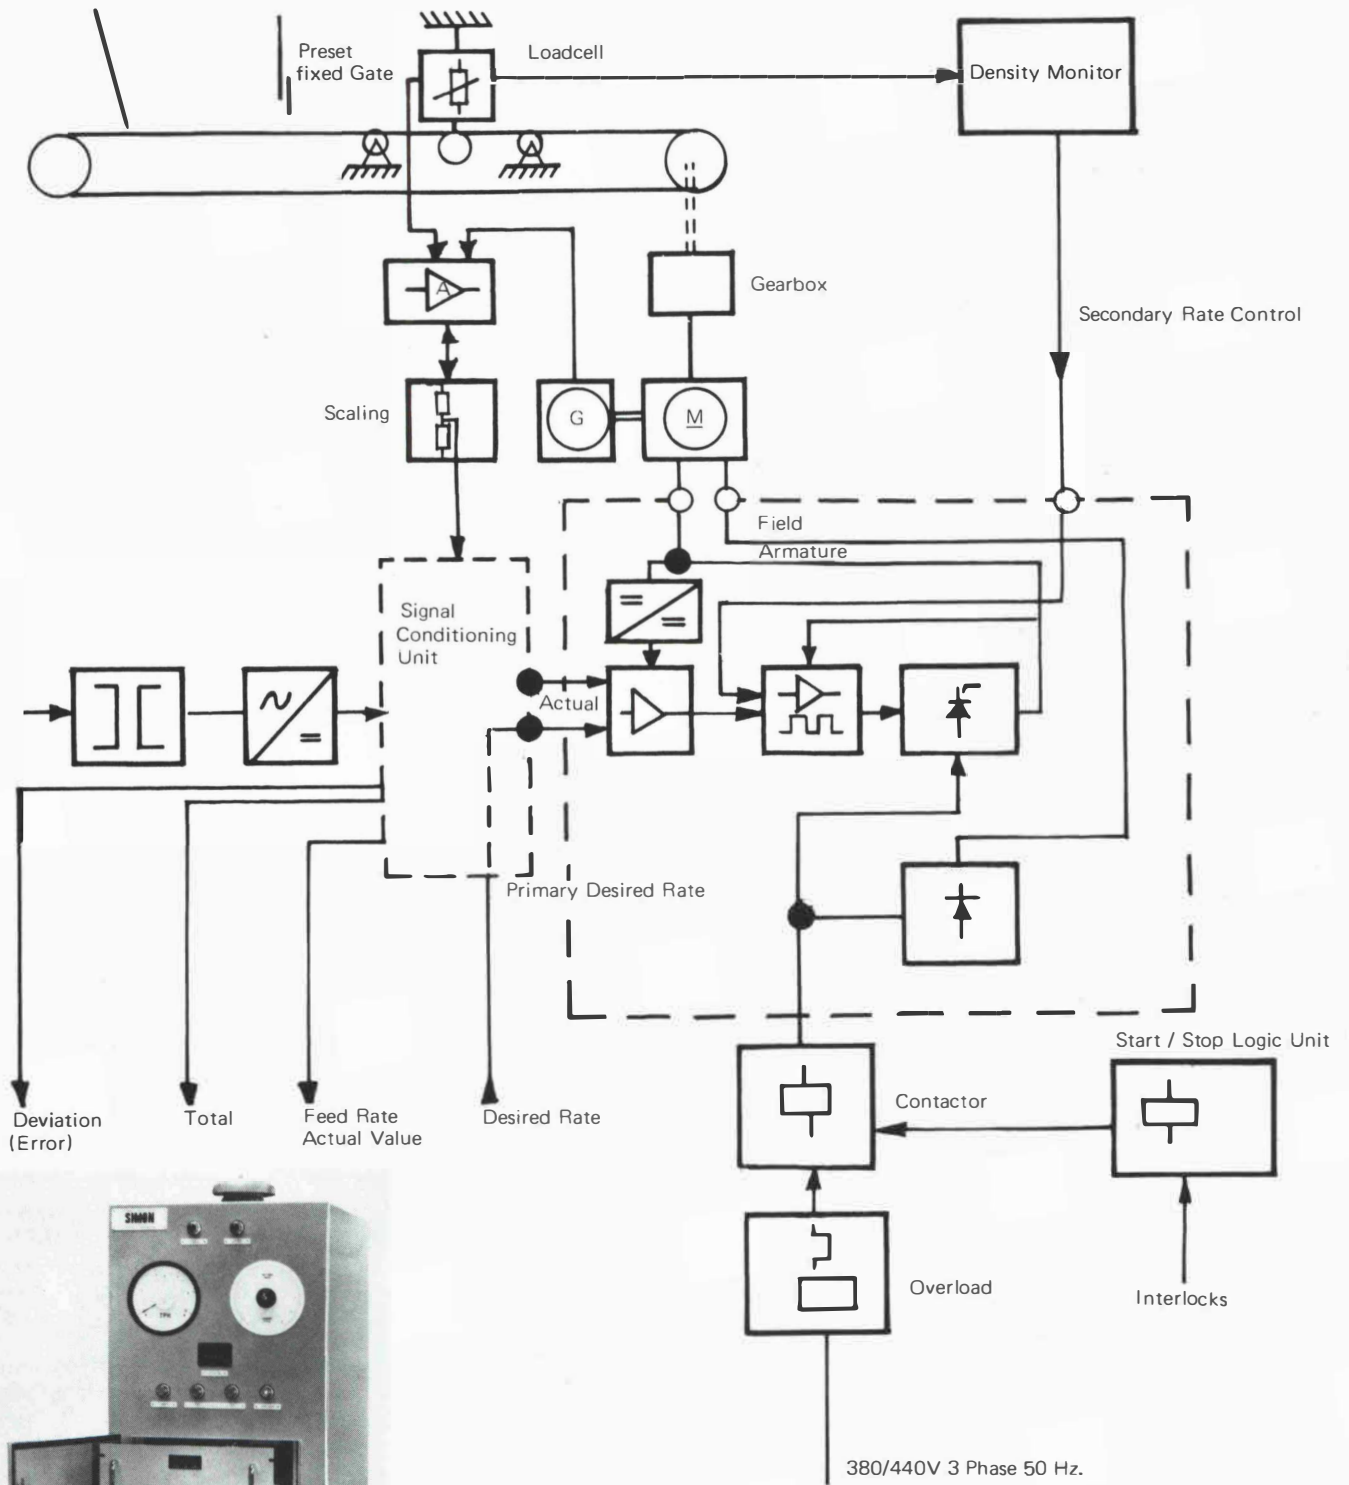 Preset
fixed Gate
Loadcell
Density Monitor
A
Gearbox
Secondary Rate Control
Scaling
G
M
Field
Armature
Signal
Conditioning
Unit
Actual
Primary Desired Rate
Deviation
(Error)
Total
Feed Rate
Actual Value
Desired Rate
Start / Stop Logic Unit
Contactor
Overload
Interlocks
380/440V 3 Phase 50 Hz.
SIMON
TPH